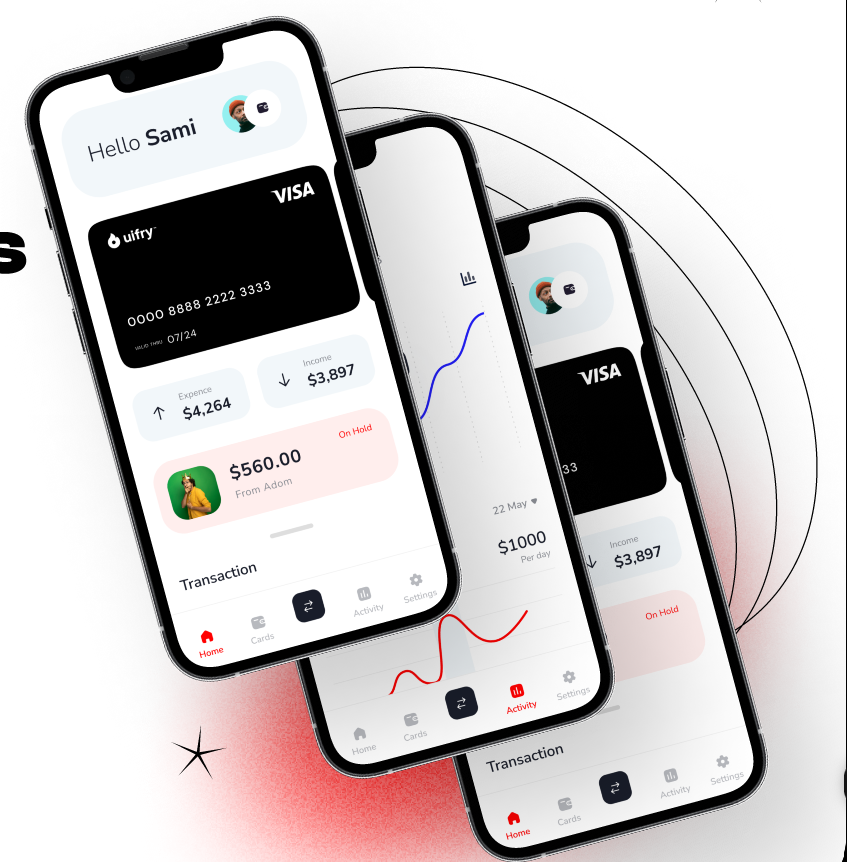 s
Hello Sami
VISA
uifry
0000 8888 2222 3333
VALID THRU 07/24
Expence
$4,264
Income
$3,897
On Hold
$560.00
From Adom
Transaction
Home
Cards
Activity
Settings
22 May
$1000
Per day
Home
Cards
Activity
Settings
VISA
33
Income
$3,897
On Hold
Transaction
Home
Cards
Activity
Settings